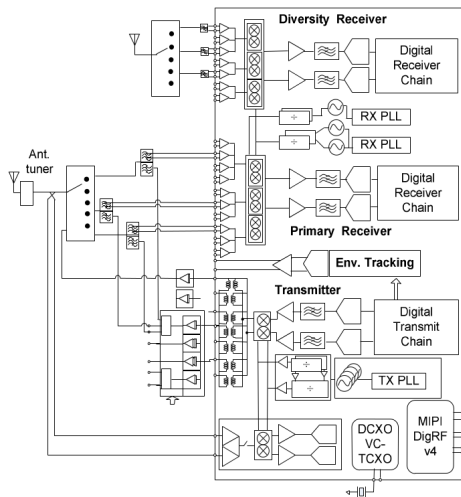 Diversity Receiver
Digital
Receiver
Chain
÷
RX PLL
÷
RX PLL
Ant.
tuner
Digital
Receiver
Chain
Primary Receiver
Env. Tracking
Transmitter
Digital
Transmit
Chain
÷
÷
TX PLL
DCXO
VC-
TCXO
MIPI
DigRF
v4